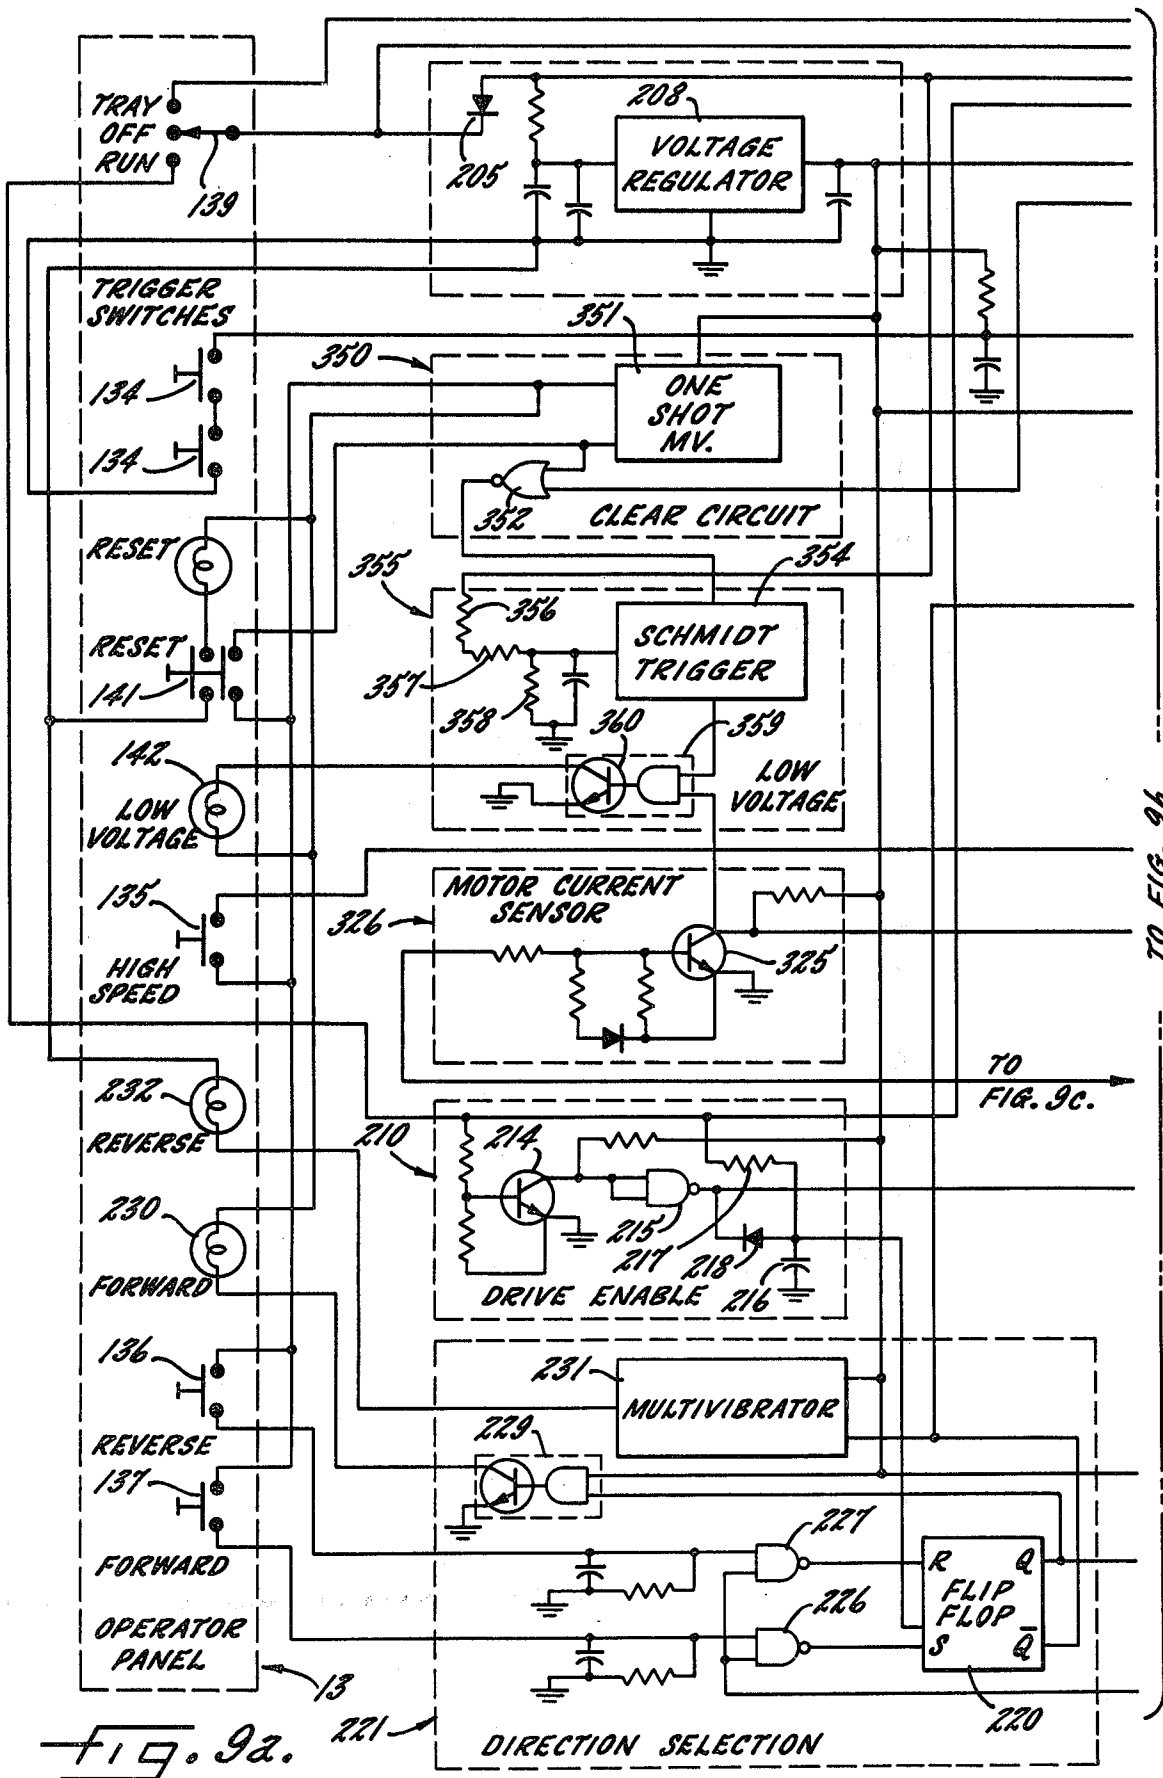 TRAY
OFF
RUN
139
205
208
VOLTAGE
REGULATOR
TRIGGER
SWITCHES
134
134
350
351
ONE
SHOT
MV.
352
CLEAR CIRCUIT
RESET
RESET
141
355
356
357
358
354
SCHMIDT
TRIGGER
360
359
LOW
VOLTAGE
142
LOW
VOLTAGE
135
HIGH
SPEED
326
MOTOR CURRENT
SENSOR
325
TO
FIG. 9c.
TO FIG. 9b
232
REVERSE
230
FORWARD
210
214
215
217
218
216
DRIVE ENABLE
136
REVERSE
137
FORWARD
OPERATOR
PANEL
13
231
MULTIVIBRATOR
229
227
226
R Q
FLIP
FLOP
S Q̅
220
221
DIRECTION SELECTION
Fig. 9a.